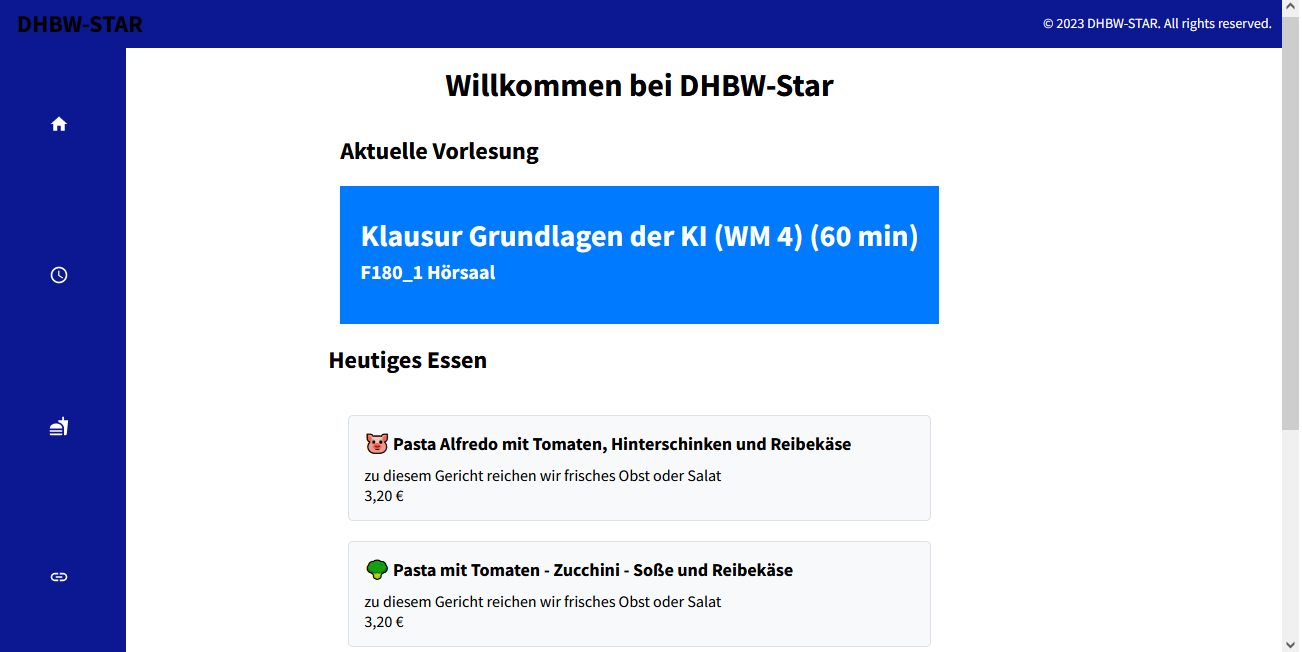 DHBW-STAR
© 2023 DHBW-STAR. All rights reserved.
Willkommen bei DHBW-Star
Aktuelle Vorlesung
Klausur Grundlagen der KI (WM 4) (60 min)
F180_1 Hörsaal
Heutiges Essen
Pasta Alfredo mit Tomaten, Hinterschinken und Reibekäse
zu diesem Gericht reichen wir frisches Obst oder Salat
3,20 €
Pasta mit Tomaten - Zucchini - Soße und Reibekäse
zu diesem Gericht reichen wir frisches Obst oder Salat
3,20 €